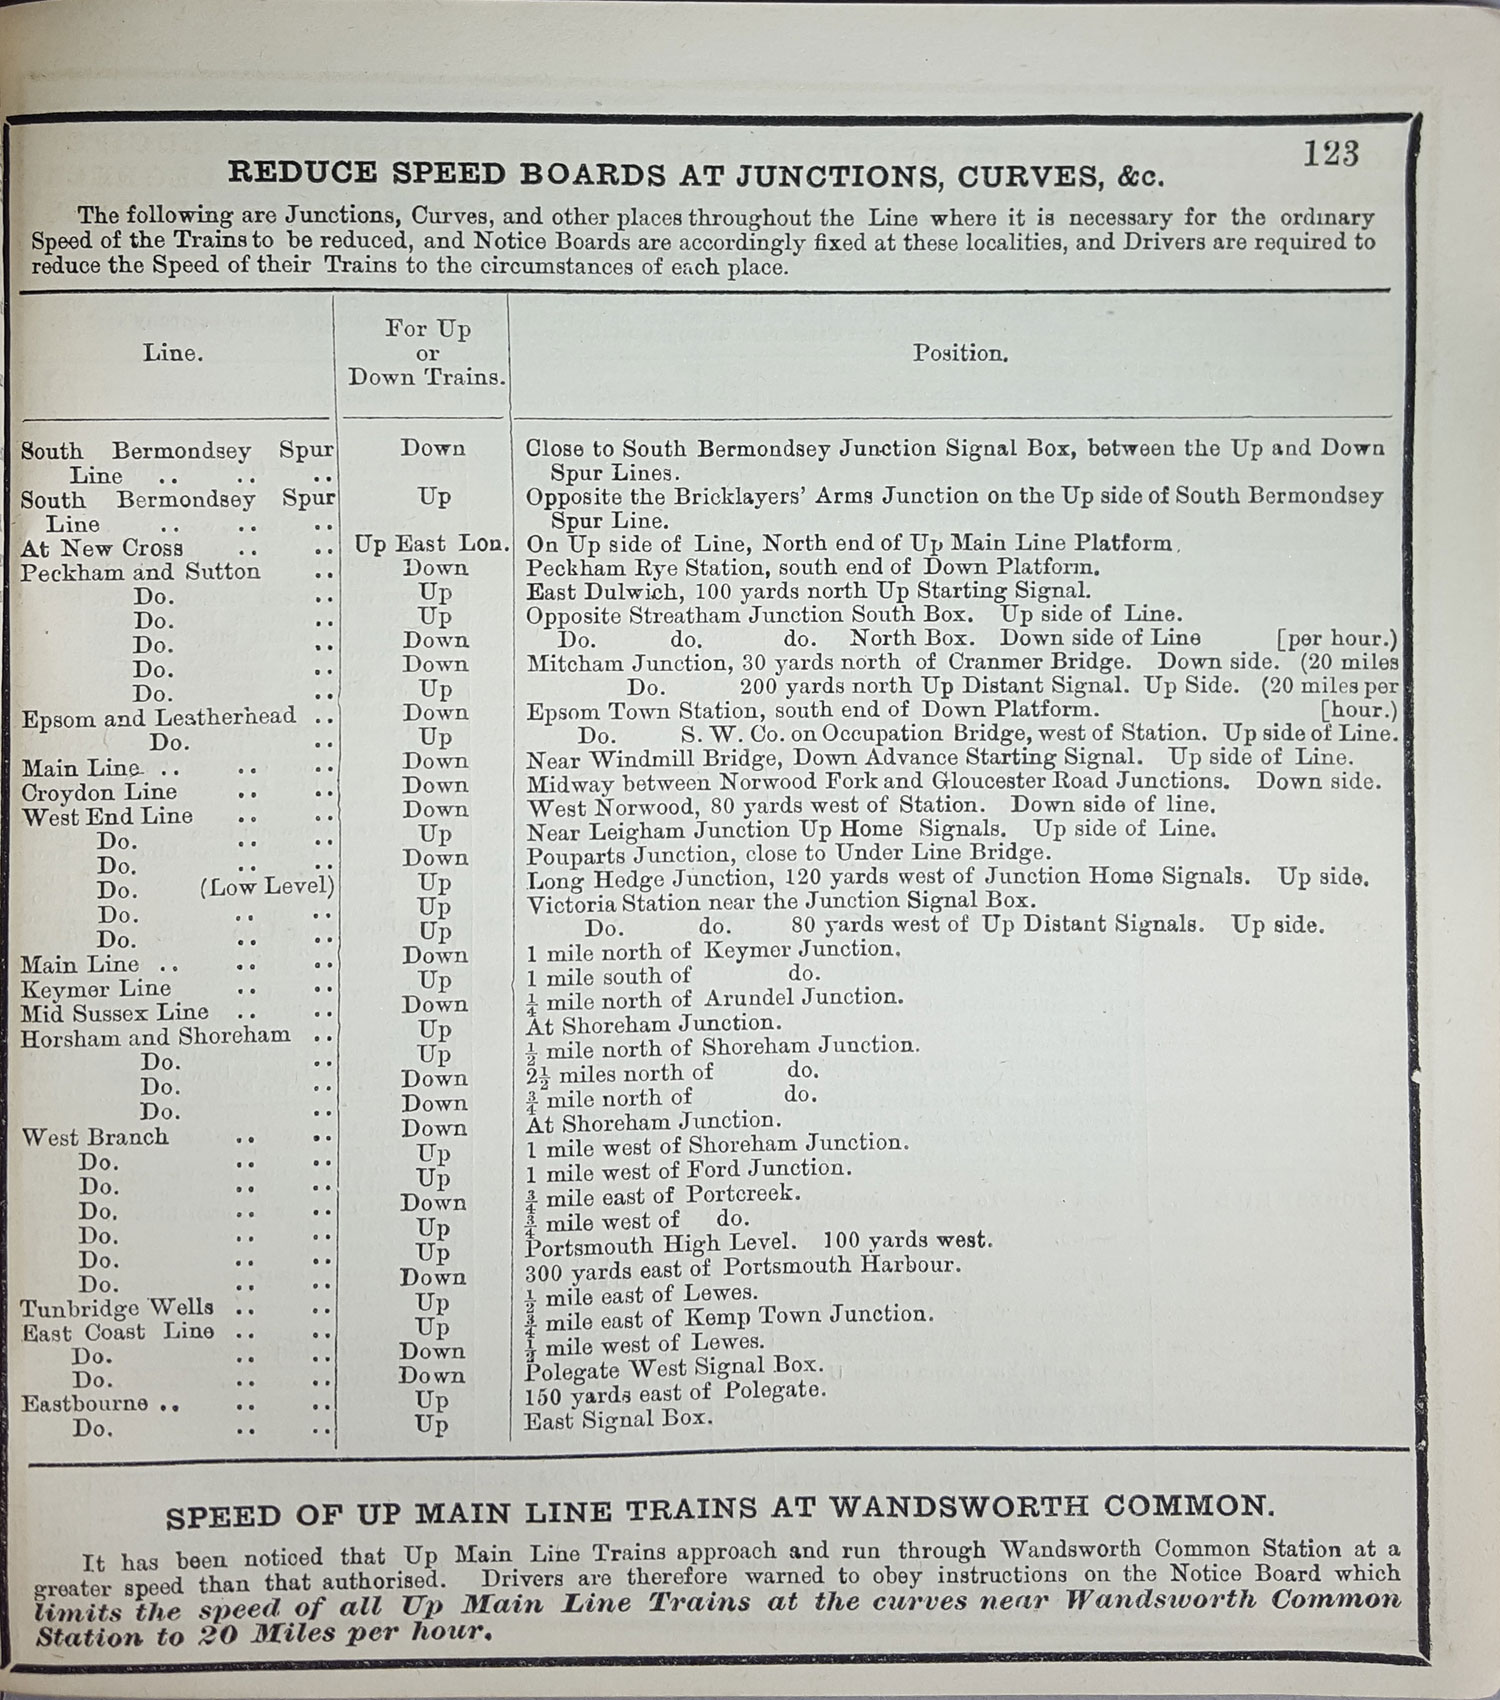 123
REDUCE SPEED BOARDS AT JUNCTIONS, CURVES, &c.
The following are Junctions, Curves, and other places throughout the Line where it is necessary for the ordinary
Speed of the Trains to be reduced, and Notice Boards are accordingly fixed at these localities, and Drivers are required to
reduce the Speed of their Trains to the circumstances of each place.
Line. For Up or Down Trains. Position.
South Bermondsey Spur Down Close to South Bermondsey Junction Signal Box, between the Up and Down
Line .. .. .. Spur Lines.
South Bermondsey Spur Up Opposite the Bricklayers' Arms Junction on the Up side of South Bermondsey
Line .. .. .. Spur Line.
At New Cross .. .. Up East Lon. On Up side of Line, North end of Up Main Line Platform.
Peckham and Sutton .. Down Peckham Rye Station, south end of Down Platform.
Do. .. Up East Dulwich, 100 yards north Up Starting Signal.
Do. .. Up Opposite Streatham Junction South Box. Up side of Line.
Do. .. Down Do. do. do. North Box. Down side of Line [per hour.)
Do. .. Down Mitcham Junction, 30 yards north of Cranmer Bridge. Down side. (20 miles
Do. .. Up Do. 200 yards north Up Distant Signal. Up Side. (20 miles per
Epsom and Leatherhead .. Down Epsom Town Station, south end of Down Platform. [hour.)
Do. .. Up Do. S. W. Co. on Occupation Bridge, west of Station. Up side of Line.
Main Line .. .. .. Down Near Windmill Bridge, Down Advance Starting Signal. Up side of Line.
Croydon Line .. .. Down Midway between Norwood Fork and Gloucester Road Junctions. Down side.
West End Line .. .. Down West Norwood, 80 yards west of Station. Down side of line.
Do. .. .. Up Near Leigham Junction Up Home Signals. Up side of Line.
Do. .. .. Down Pouparts Junction, close to Under Line Bridge.
Do. (Low Level) Up Long Hedge Junction, 120 yards west of Junction Home Signals. Up side.
Do. .. .. Up Victoria Station near the Junction Signal Box.
Do. .. .. Up Do. do. 80 yards west of Up Distant Signals. Up side.
Main Line .. .. .. Down 1 mile north of Keymer Junction.
Keymer Line .. .. Up 1 mile south of do.
Mid Sussex Line .. .. Down ¼ mile north of Arundel Junction.
Horsham and Shoreham .. Up At Shoreham Junction.
Do. .. Up ½ mile north of Shoreham Junction.
Do. .. Down 2½ miles north of do.
Do. .. Down ¾ mile north of do.
West Branch .. .. Down At Shoreham Junction.
Do. .. .. Up 1 mile west of Shoreham Junction.
Do. .. .. Up 1 mile west of Ford Junction.
Do. .. .. Down ¾ mile east of Portcreek.
Do. .. .. Up ¾ mile west of do.
Do. .. .. Up Portsmouth High Level. 100 yards west.
Do. .. .. Down 300 yards east of Portsmouth Harbour.
Tunbridge Wells .. .. Up ½ mile east of Lewes.
East Coast Line .. .. Up ¾ mile east of Kemp Town Junction.
Do. .. .. Down ½ mile west of Lewes.
Do. .. .. Down Polegate West Signal Box.
Eastbourne .. .. .. Up 150 yards east of Polegate.
Do. .. .. Up East Signal Box.
SPEED OF UP MAIN LINE TRAINS AT WANDSWORTH COMMON.
It has been noticed that Up Main Line Trains approach and run through Wandsworth Common Station at a
greater speed than that authorised. Drivers are therefore warned to obey instructions on the Notice Board which
limits the speed of all Up Main Line Trains at the curves near Wandsworth Common
Station to 20 Miles per hour.